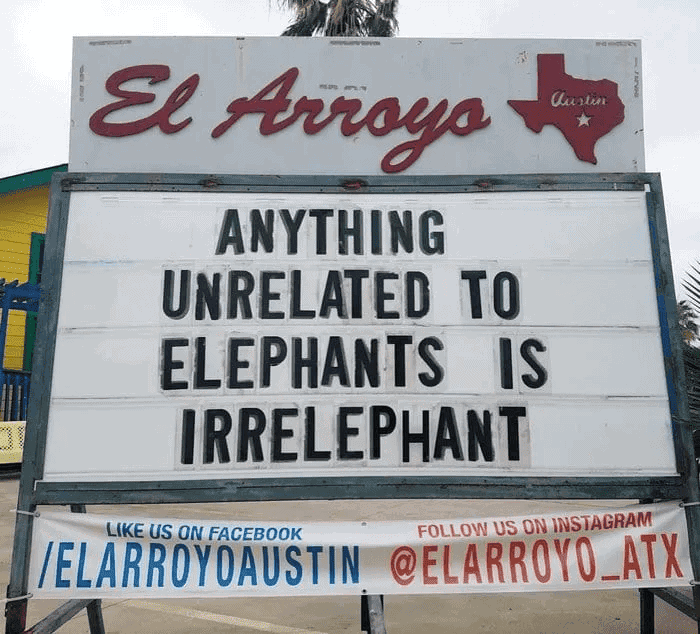 El Arroyo
Austin
ANYTHING
UNRELATED TO
ELEPHANTS IS
IRRELEPHANT
LIKE US ON FACEBOOK
/ELARROYOAUSTIN
FOLLOW US ON INSTAGRAM
@ELARROYO_ATX